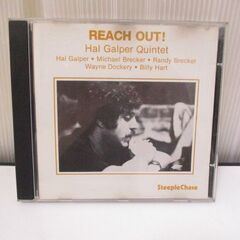 REACH OUT!
Hal Galper Quintet
Hal Galper • Michael Brecker • Randy Brecker
Wayne Dockery • Billy Hart
SteepleChase